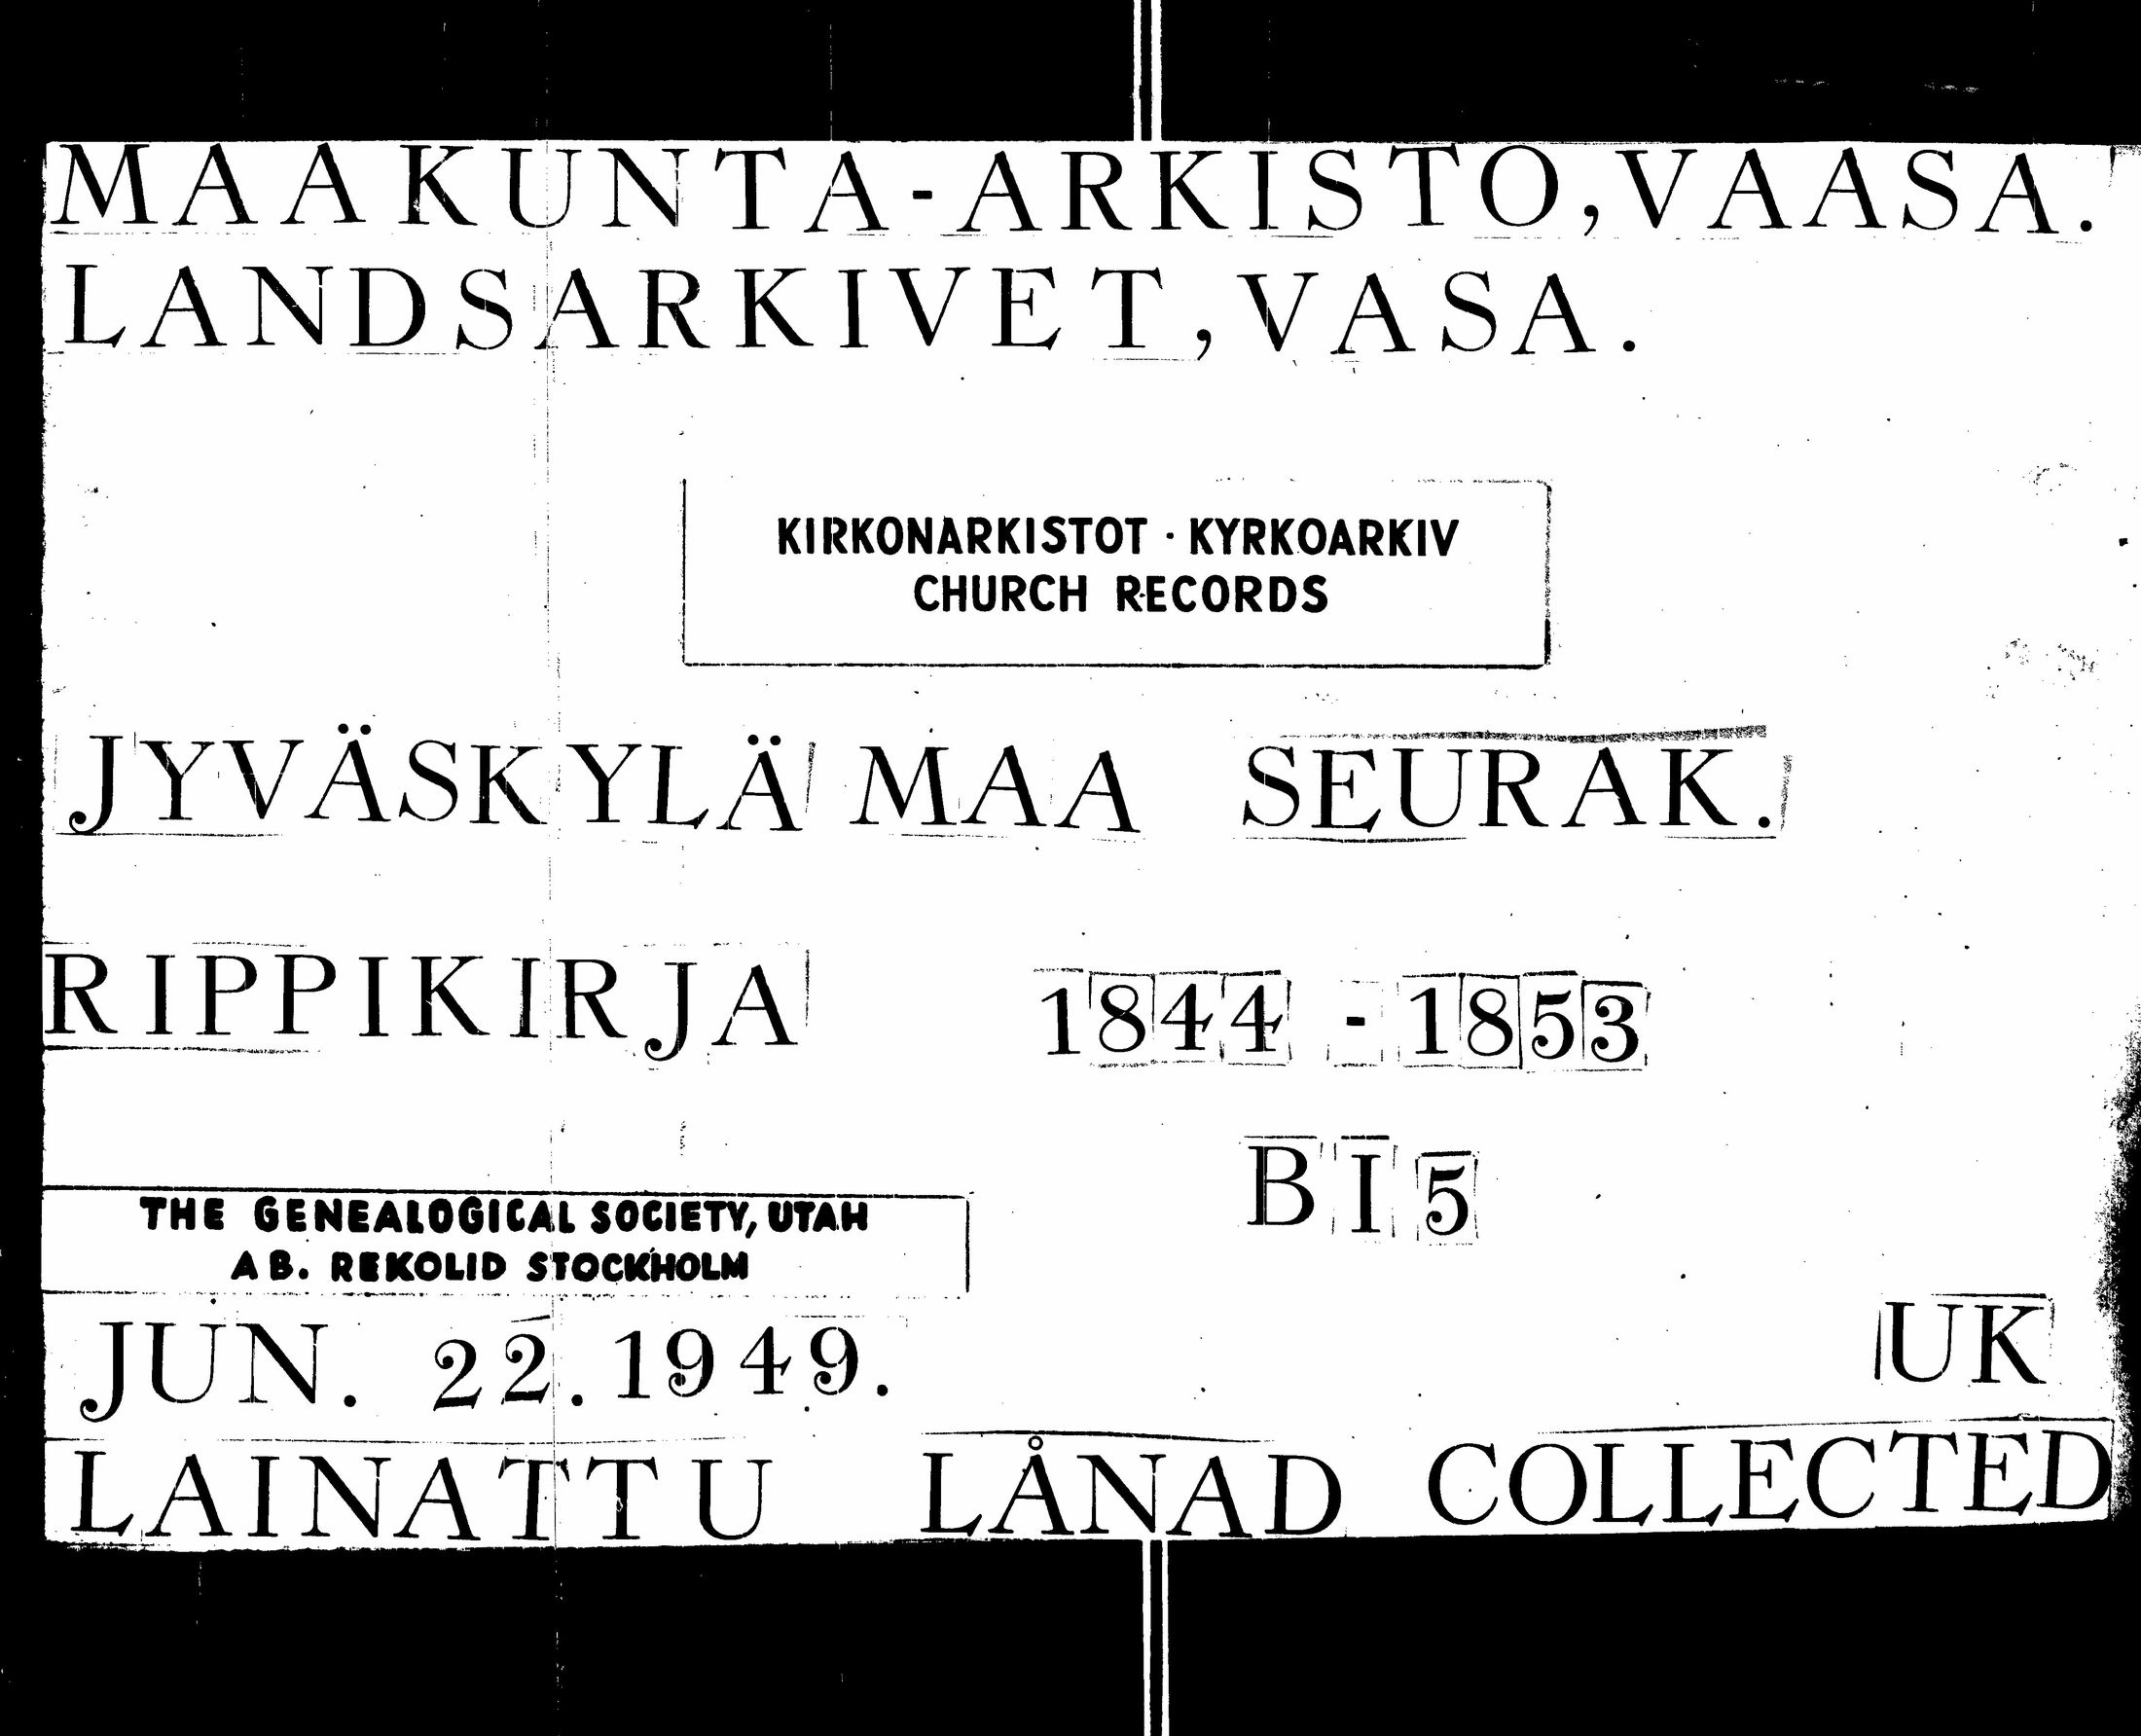 MAAKUNTA-ARKISTO, VAASA.
LANDSARKIVET, VASA.
KIRKONARKISTOT · KYRKOARKIV
CHURCH RECORDS
JYVÄSKYLÄ MAA SEURAK.
RIPPIKIRJA 1844 - 1853
B I 5
THE GENEALOGICAL SOCIETY, UTAH
AB. REKOLID STOCKHOLM
JUN. 22. 1949.
UK
LAINATTU LÅNAD COLLECTED